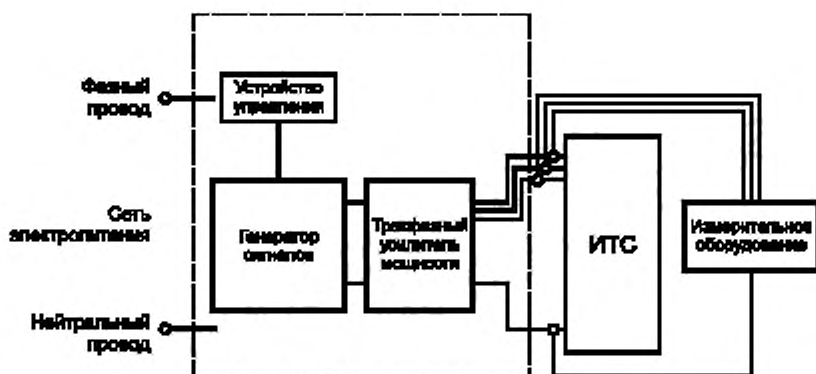 Фазный
провод
Устройство
управления
Сеть
электропитания
Генератор
сигналов
Трехфазный
усилитель
мощности
ИТС
Измерительное
оборудование
Нейтральный
провод